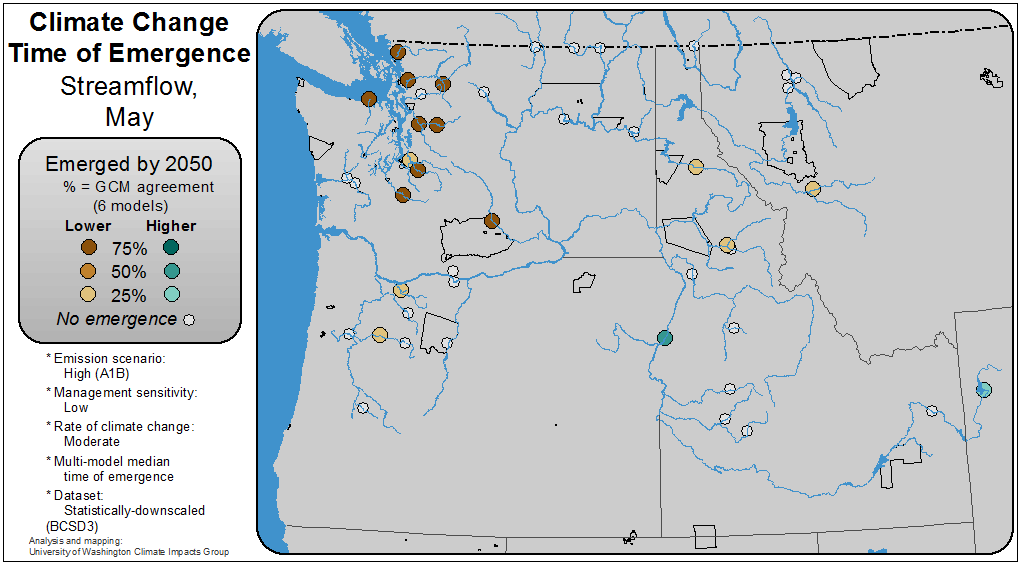 Climate Change
Time of Emergence
Streamflow,
May
Emerged by 2050
% = GCM agreement
(6 models)
Lower Higher
75%
50%
25%
No emergence
* Emission scenario:
High (A1B)
* Management sensitivity:
Low
* Rate of climate change:
Moderate
* Multi-model median
time of emergence
* Dataset:
Statistically-downscaled
(BCSD3)
Analysis and mapping:
University of Washington Climate Impacts Group